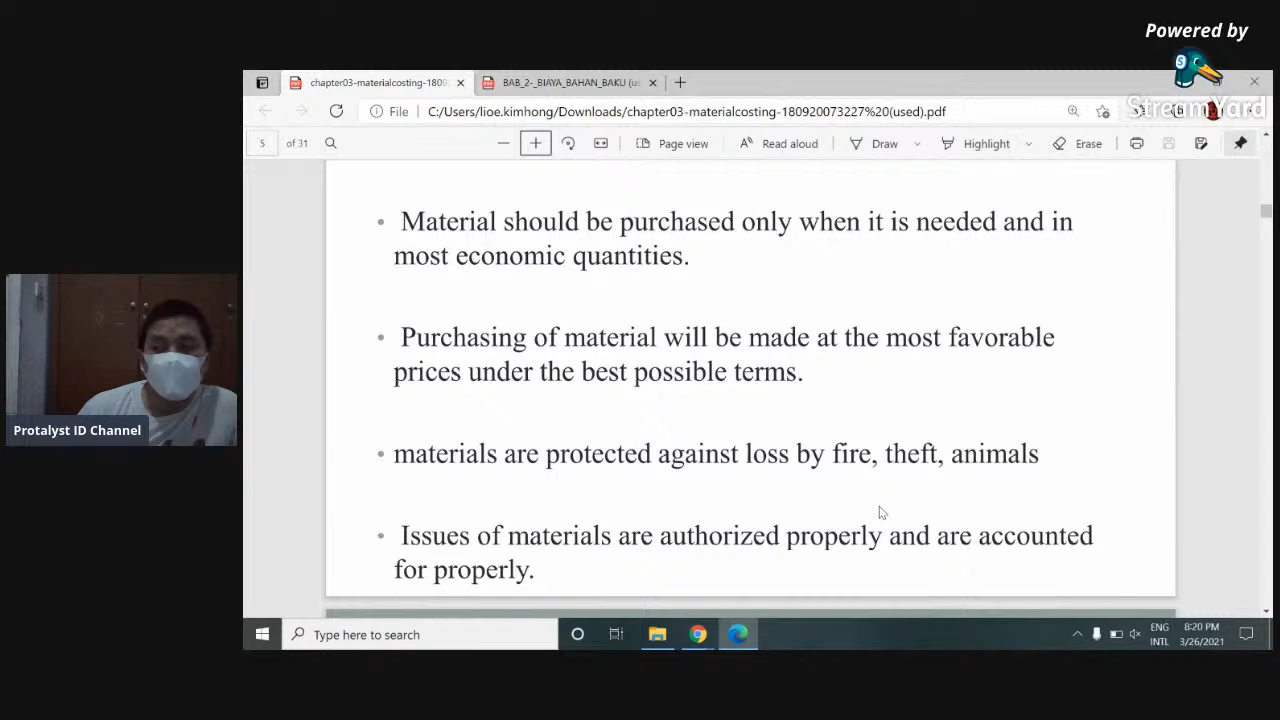 Powered by
StreamYard
chapter03-materialcosting-1809
BAB_2-_BIAYA_BAHAN_BAKU (u
File
C:/Users/lioe.kimhong/Downloads/chapter03-materialcosting-180920073227%20(used).pdf
5 of 31
Page view
Read aloud
Draw
Highlight
Erase
• Material should be purchased only when it is needed and in
most economic quantities.
• Purchasing of material will be made at the most favorable
prices under the best possible terms.
• materials are protected against loss by fire, theft, animals
• Issues of materials are authorized properly and are accounted
for properly.
Protalyst ID Channel
Type here to search
ENG
INTL
8:20 PM
3/26/2021